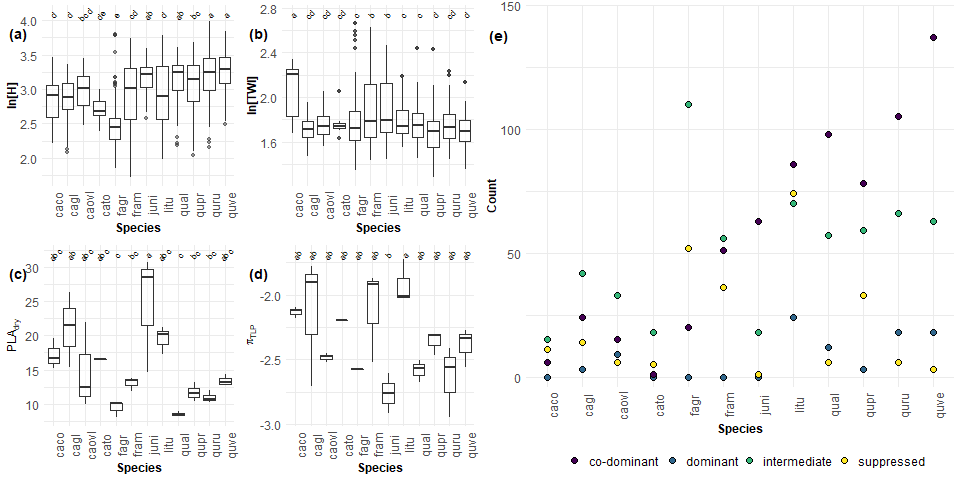 (a)
ln[H]
4.0
3.5
3.0
2.5
2.0
caco
cagl
caovl
cato
fagr
fram
juni
litu
qual
qupr
quru
quve
Species
(b)
ln[TWI]
2.8
2.4
2.0
1.6
caco
cagl
caovl
cato
fagr
fram
juni
litu
qual
qupr
quru
quve
Species
(c)
PLAdry
30
25
20
15
10
caco
cagl
caovl
cato
fagr
fram
juni
litu
qual
qupr
quru
quve
Species
(d)
πTLP
-2.0
-2.5
-3.0
caco
cagl
caovl
cato
fagr
fram
juni
litu
qual
qupr
quru
quve
Species
(e)
Count
150
100
50
0
caco
cagl
caovl
cato
fagr
fram
juni
litu
qual
qupr
quru
quve
Species
co-dominant dominant intermediate suppressed